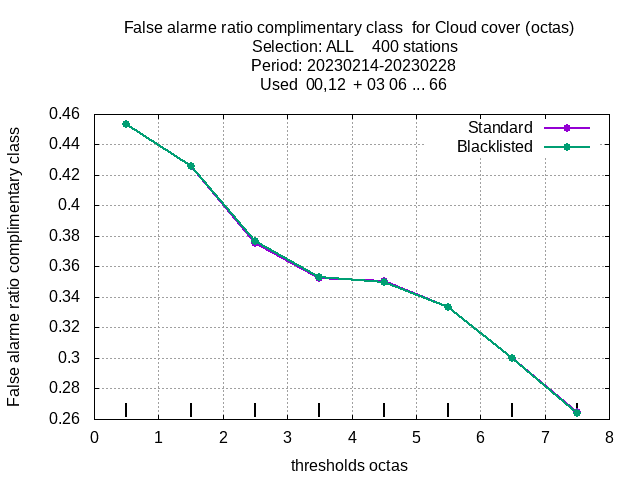 False alarme ratio complimentary class for Cloud cover (octas)
Selection: ALL 400 stations
Period: 20230214-20230228
Used 00,12 + 03 06 ... 66
Standard
Blacklisted
False alarme ratio complimentary class
0.46
0.44
0.42
0.4
0.38
0.36
0.34
0.32
0.3
0.28
0.26
0 1 2 3 4 5 6 7 8
thresholds octas